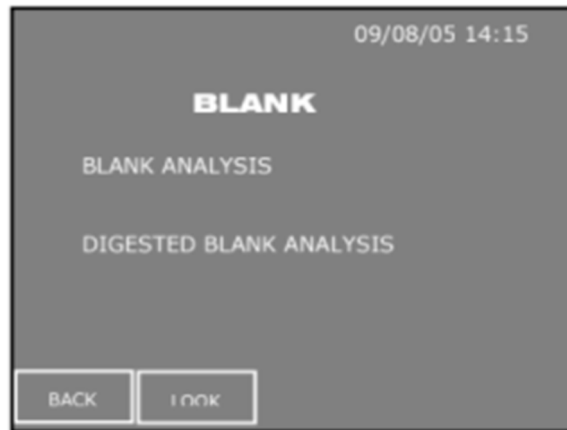 09/08/05 14:15
BLANK
BLANK ANALYSIS
DIGESTED BLANK ANALYSIS
BACK LOOK